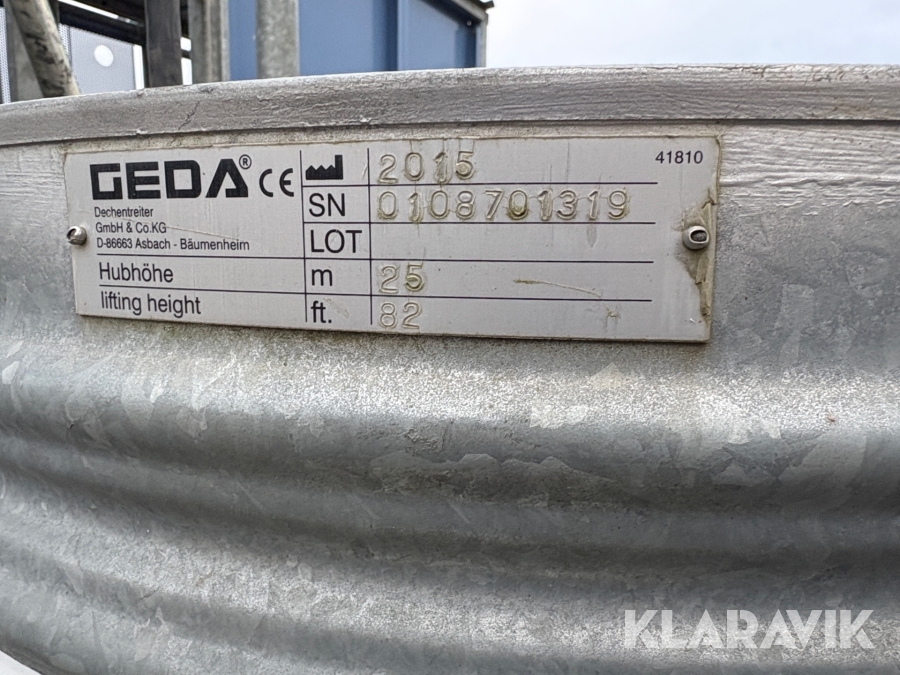 GEDA® CE 2015 41810
Dechentreiter
GmbH & Co.KG
D-86663 Asbach - Bäumenheim
SN 0108701319
LOT
Hubhöhe m 25
lifting height ft. 82
KLARAVIK